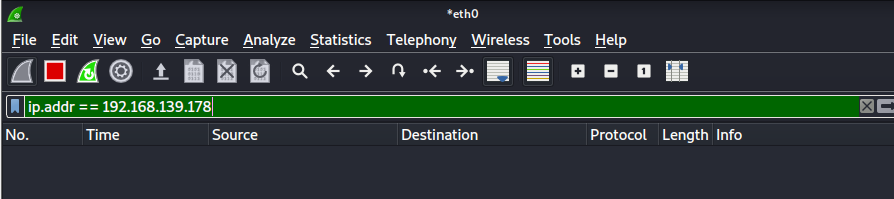 *eth0
File Edit View Go Capture Analyze Statistics Telephony Wireless Tools Help
ip.addr == 192.168.139.178
No. Time Source Destination Protocol Length Info